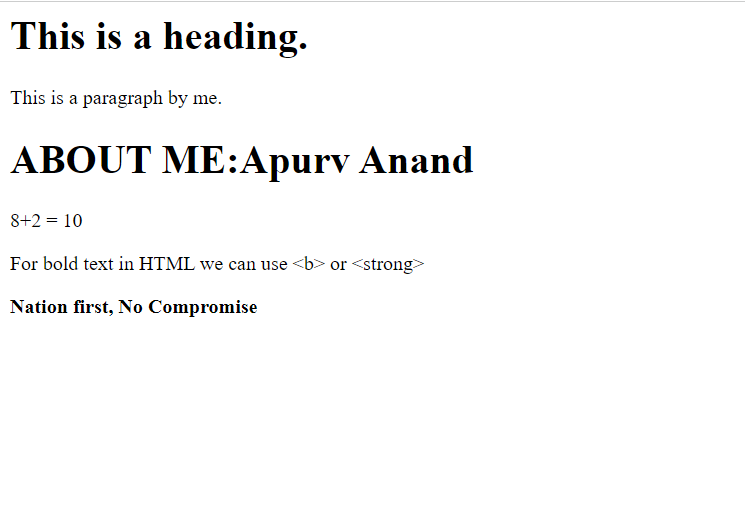 This is a heading.
This is a paragraph by me.
ABOUT ME:Apurv Anand
8+2 = 10
For bold text in HTML we can use <b> or <strong>
Nation first, No Compromise